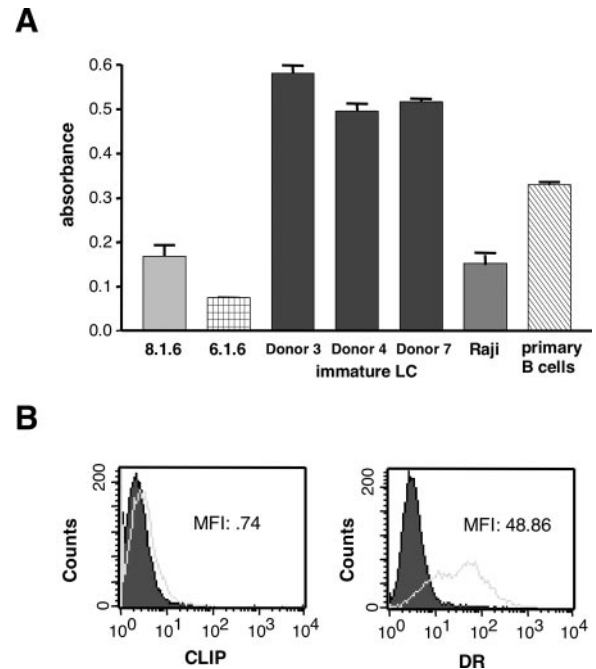 A
0.6
0.5
0.4
0.3
0.2
0.1
0.0
absorbance
8.1.6 6.1.6 Donor 3 Donor 4 Donor 7 Raji primary
immature LC B cells
B
200
0
Counts
MFI: .74
10^0 10^1 10^2 10^3 10^4
CLIP
200
0
Counts
MFI: 48.86
10^0 10^1 10^2 10^3 10^4
DR